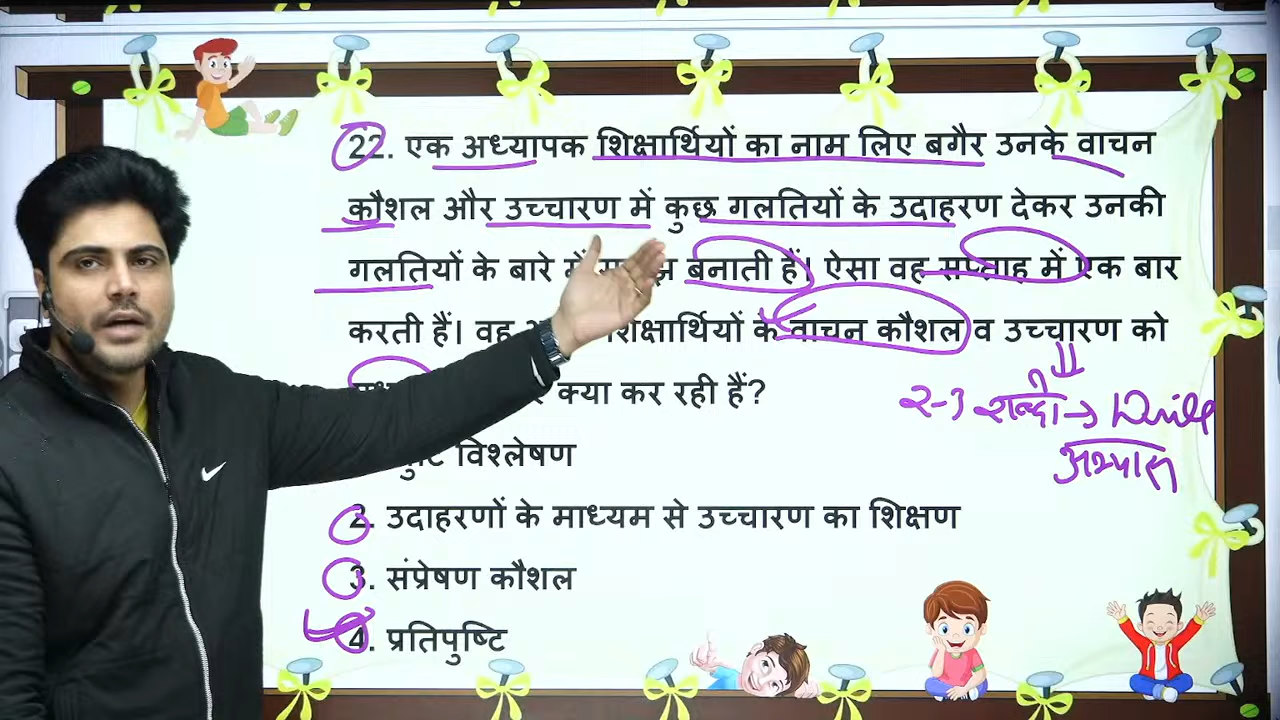 22. एक अध्यापक शिक्षार्थियों का नाम लिए बगैर उनके वाचन
कौशल और उच्चारण में कुछ गलतियों के उदाहरण देकर उनकी
गलतियों के बारे में बनाती हैं। ऐसा वह सप्ताह में एक बार
करती हैं। वह शिक्षार्थियों के वाचन कौशल व उच्चारण को
क्या कर रही हैं?
2-3 शब्दों → Drill
अभ्यास
विश्लेषण
2. उदाहरणों के माध्यम से उच्चारण का शिक्षण
3. संप्रेषण कौशल
4. प्रतिपुष्टि